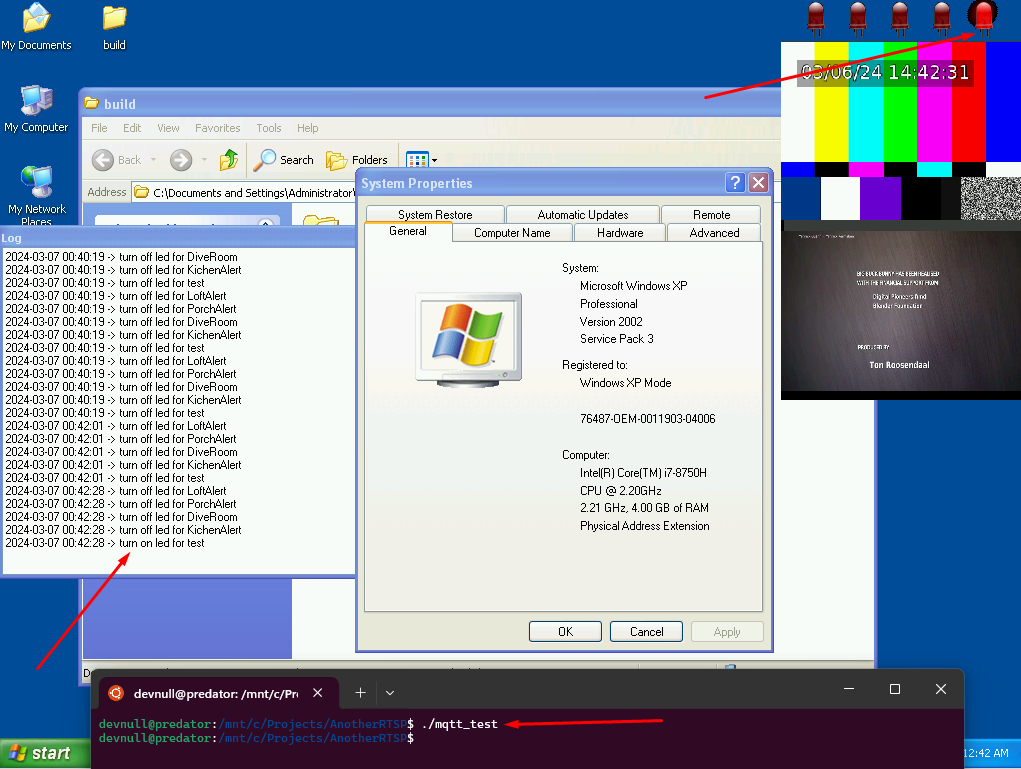 My Documents
build
My Computer
My Network
Places
build
File Edit View Favorites Tools Help
Back Search Folders
Address C:\Documents and Settings\Administrator\
Log
2024-03-07 00:40:19 -> turn off led for DiveRoom
2024-03-07 00:40:19 -> turn off led for KichenAlert
2024-03-07 00:40:19 -> turn off led for test
2024-03-07 00:40:19 -> turn off led for LoftAlert
2024-03-07 00:40:19 -> turn off led for PorchAlert
2024-03-07 00:40:19 -> turn off led for DiveRoom
2024-03-07 00:40:19 -> turn off led for KichenAlert
2024-03-07 00:40:19 -> turn off led for test
2024-03-07 00:40:19 -> turn off led for LoftAlert
2024-03-07 00:40:19 -> turn off led for PorchAlert
2024-03-07 00:40:19 -> turn off led for DiveRoom
2024-03-07 00:40:19 -> turn off led for KichenAlert
2024-03-07 00:40:19 -> turn off led for test
2024-03-07 00:42:01 -> turn off led for LoftAlert
2024-03-07 00:42:01 -> turn off led for PorchAlert
2024-03-07 00:42:01 -> turn off led for DiveRoom
2024-03-07 00:42:01 -> turn off led for KichenAlert
2024-03-07 00:42:01 -> turn off led for test
2024-03-07 00:42:28 -> turn off led for LoftAlert
2024-03-07 00:42:28 -> turn off led for PorchAlert
2024-03-07 00:42:28 -> turn off led for DiveRoom
2024-03-07 00:42:28 -> turn off led for KichenAlert
2024-03-07 00:42:28 -> turn on led for test
System Properties
System Restore Automatic Updates Remote
General Computer Name Hardware Advanced
System:
Microsoft Windows XP
Professional
Version 2002
Service Pack 3
Registered to:
Windows XP Mode
76487-OEM-0011903-04006
Computer:
Intel(R) Core(TM) i7-8750H
CPU @ 2.20GHz
2.21 GHz, 4.00 GB of RAM
Physical Address Extension
OK Cancel Apply
03/06/24 14:42:31
BIG BUCK BUNNY HAS BEEN REALISED
WITH THE FINANCIAL SUPPORT FROM
Digital Pioneers fund
Blender Foundation
PRODUCED BY
Ton Roosendaal
devnull@predator: /mnt/c/Pr
devnull@predator:/mnt/c/Projects/AnotherRTSP$ ./mqtt_test
devnull@predator:/mnt/c/Projects/AnotherRTSP$
start
12:42 AM